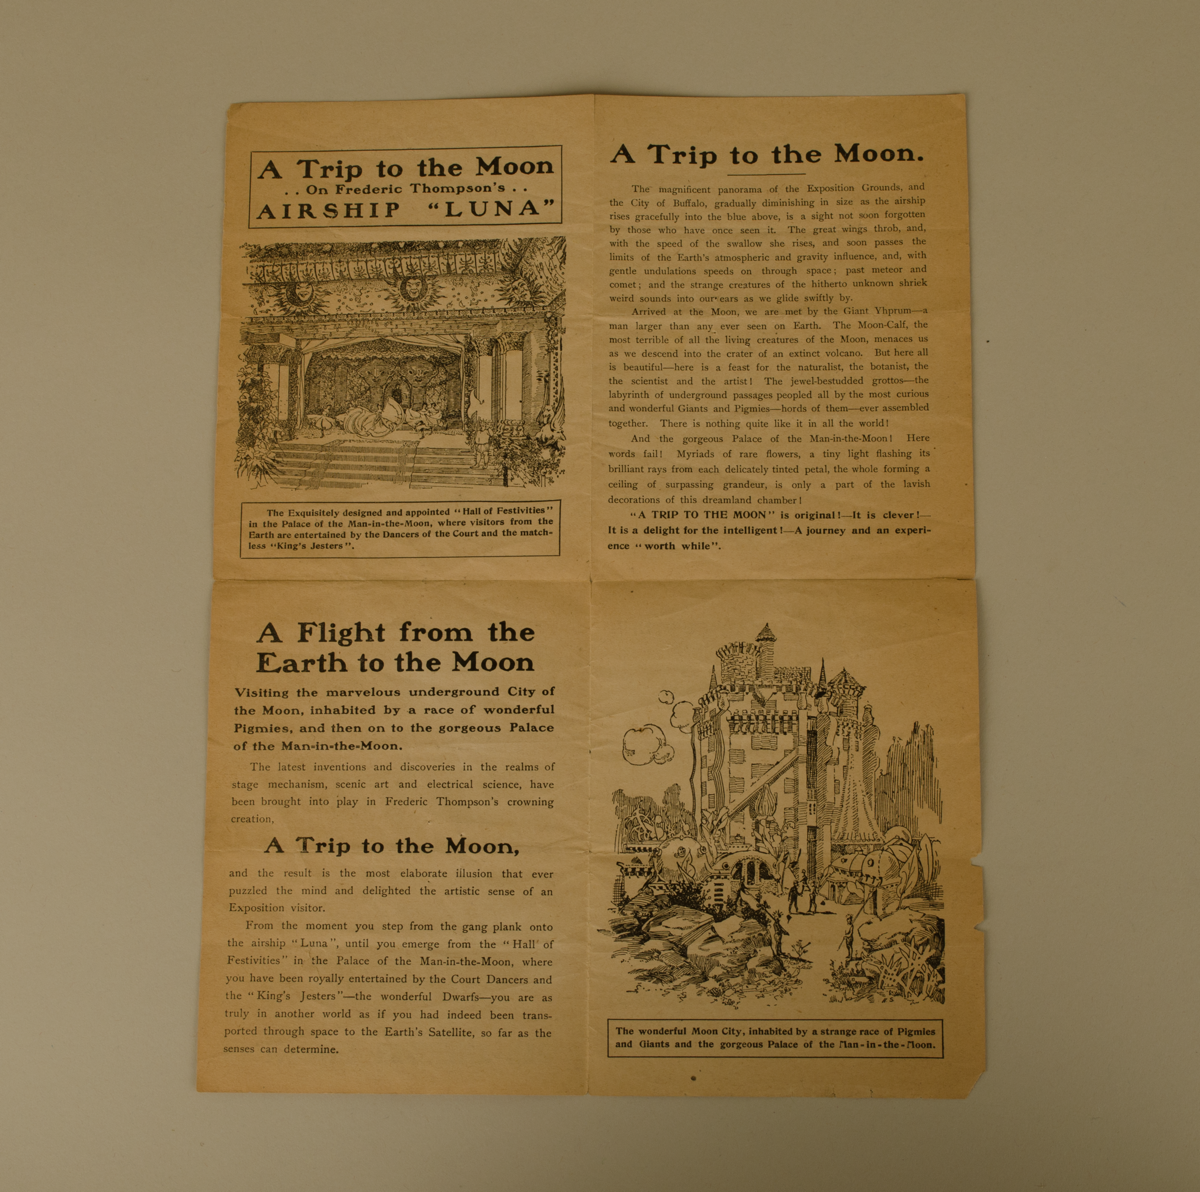 A Trip to the Moon
. . On Frederic Thompson's . .
AIRSHIP “LUNA”
The Exquisitely designed and appointed “Hall of Festivities”
in the Palace of the Man-in-the-Moon, where visitors from the
Earth are entertained by the Dancers of the Court and the match-
less “King's Jesters”.
A Trip to the Moon.
The magnificent panorama of the Exposition Grounds, and
the City of Buffalo, gradually diminishing in size as the airship
rises gracefully into the blue above, is a sight not soon forgotten
by those who have once seen it. The great wings throb, and,
with the speed of the swallow she rises, and soon passes the
limits of the Earth's atmospheric and gravity influence, and, with
gentle undulations speeds on through space; past meteor and
comet; and the strange creatures of the hitherto unknown shriek
weird sounds into our ears as we glide swiftly by.
Arrived at the Moon, we are met by the Giant Yhprum—a
man larger than any ever seen on Earth. The Moon-Calf, the
most terrible of all the living creatures of the Moon, menaces us
as we descend into the crater of an extinct volcano. But here all
is beautiful—here is a feast for the naturalist, the botanist, the
the scientist and the artist! The jewel-bestudded grottos—the
labyrinth of underground passages peopled all by the most curious
and wonderful Giants and Pigmies—hords of them—ever assembled
together. There is nothing quite like it in all the world!
And the gorgeous Palace of the Man-in-the-Moon! Here
words fail! Myriads of rare flowers, a tiny light flashing its
brilliant rays from each delicately tinted petal, the whole forming a
ceiling of surpassing grandeur, is only a part of the lavish
decorations of this dreamland chamber!
“A TRIP TO THE MOON” is original!—It is clever!—
It is a delight for the intelligent!—A journey and an experi-
ence “worth while”.
A Flight from the
Earth to the Moon
Visiting the marvelous underground City of
the Moon, inhabited by a race of wonderful
Pigmies, and then on to the gorgeous Palace
of the Man-in-the-Moon.
The latest inventions and discoveries in the realms of
stage mechanism, scenic art and electrical science, have
been brought into play in Frederic Thompson's crowning
creation,
A Trip to the Moon,
and the result is the most elaborate illusion that ever
puzzled the mind and delighted the artistic sense of an
Exposition visitor.
From the moment you step from the gang plank onto
the airship “Luna”, until you emerge from the “Hall of
Festivities” in the Palace of the Man-in-the-Moon, where
you have been royally entertained by the Court Dancers and
the “King's Jesters”—the wonderful Dwarfs—you are as
truly in another world as if you had indeed been trans-
ported through space to the Earth's Satellite, so far as the
senses can determine.
The wonderful Moon City, inhabited by a strange race of Pigmies
and Giants and the gorgeous Palace of the Man-in-the-Moon.